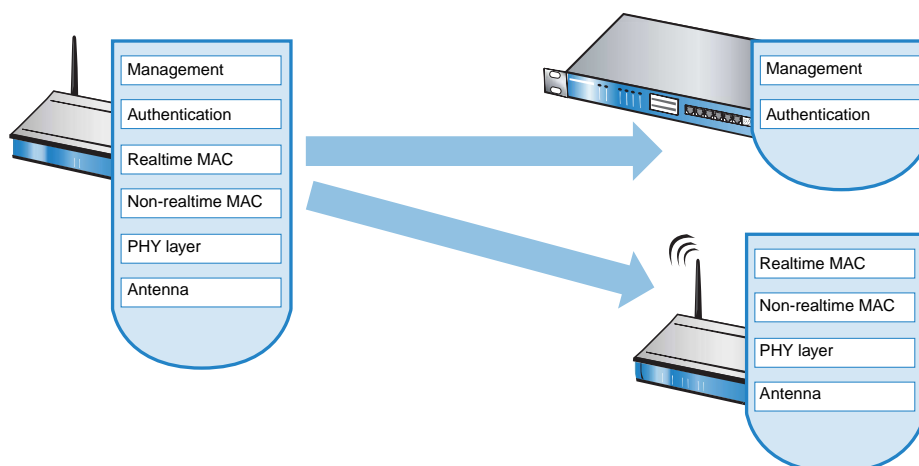 Management
Authentication
Realtime MAC
Non-realtime MAC
PHY layer
Antenna
Management
Authentication
Realtime MAC
Non-realtime MAC
PHY layer
Antenna